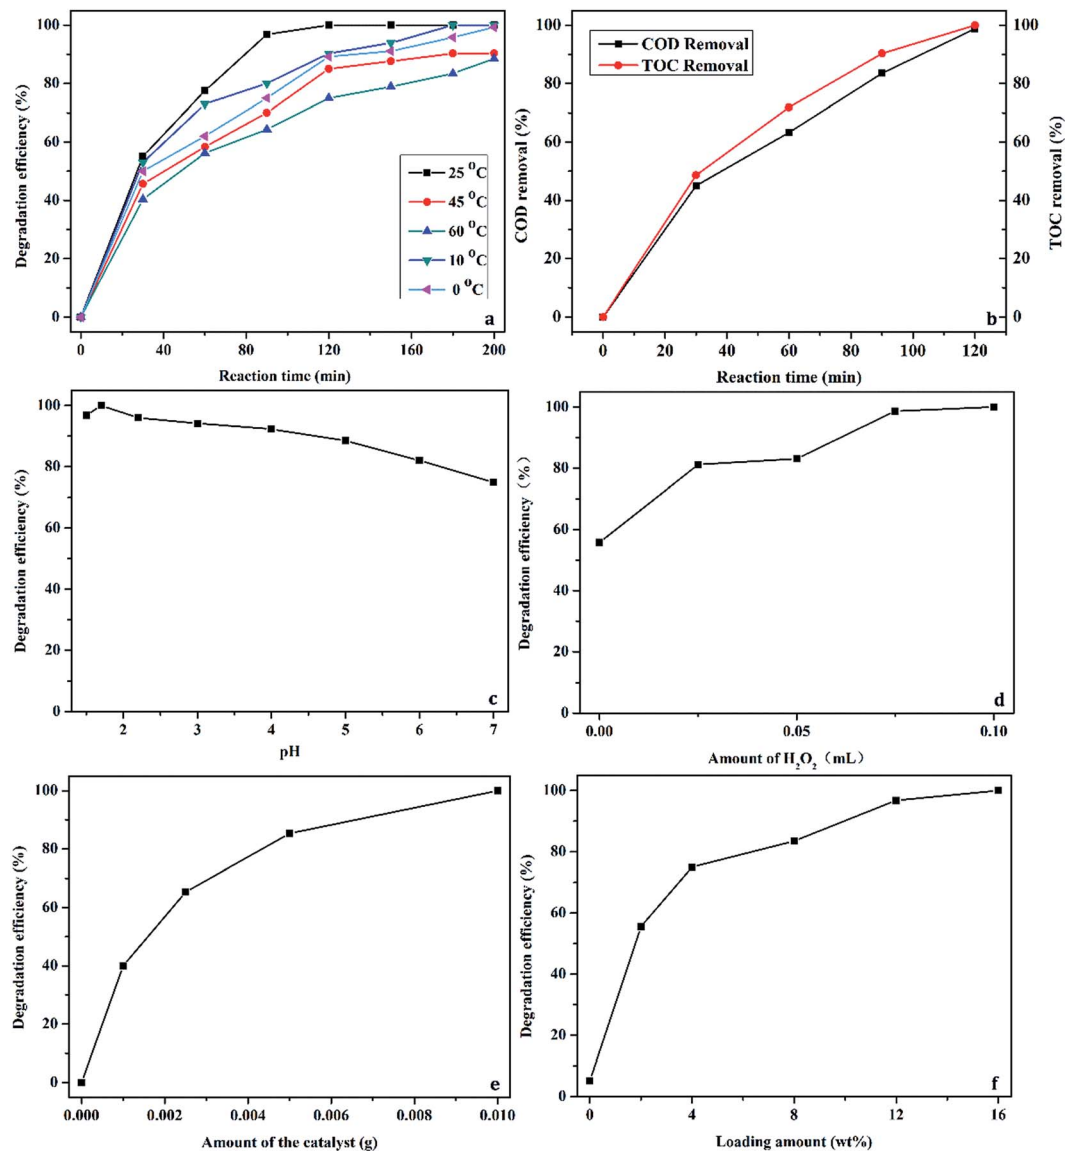 100
80
60
40
20
0
Degradation efficiency (%)
25 °C
45 °C
60 °C
10 °C
0 °C
a
0 40 80 120 160 200
Reaction time (min)
100
80
60
40
20
0
COD removal (%)
COD Removal
TOC Removal
b
100
80
60
40
20
0
TOC removal (%)
0 20 40 60 80 100 120
Reaction time (min)
100
80
60
40
20
0
Degradation efficiency (%)
c
2 3 4 5 6 7
pH
100
80
60
40
20
0
Degradation efficiency（%）
d
0.00 0.05 0.10
Amount of H₂O₂（mL）
100
80
60
40
20
0
Degradation efficiency (%)
e
0.000 0.002 0.004 0.006 0.008 0.010
Amount of the catalyst (g)
100
80
60
40
20
0
Degradation efficiency (%)
f
0 4 8 12 16
Loading amount (wt%)